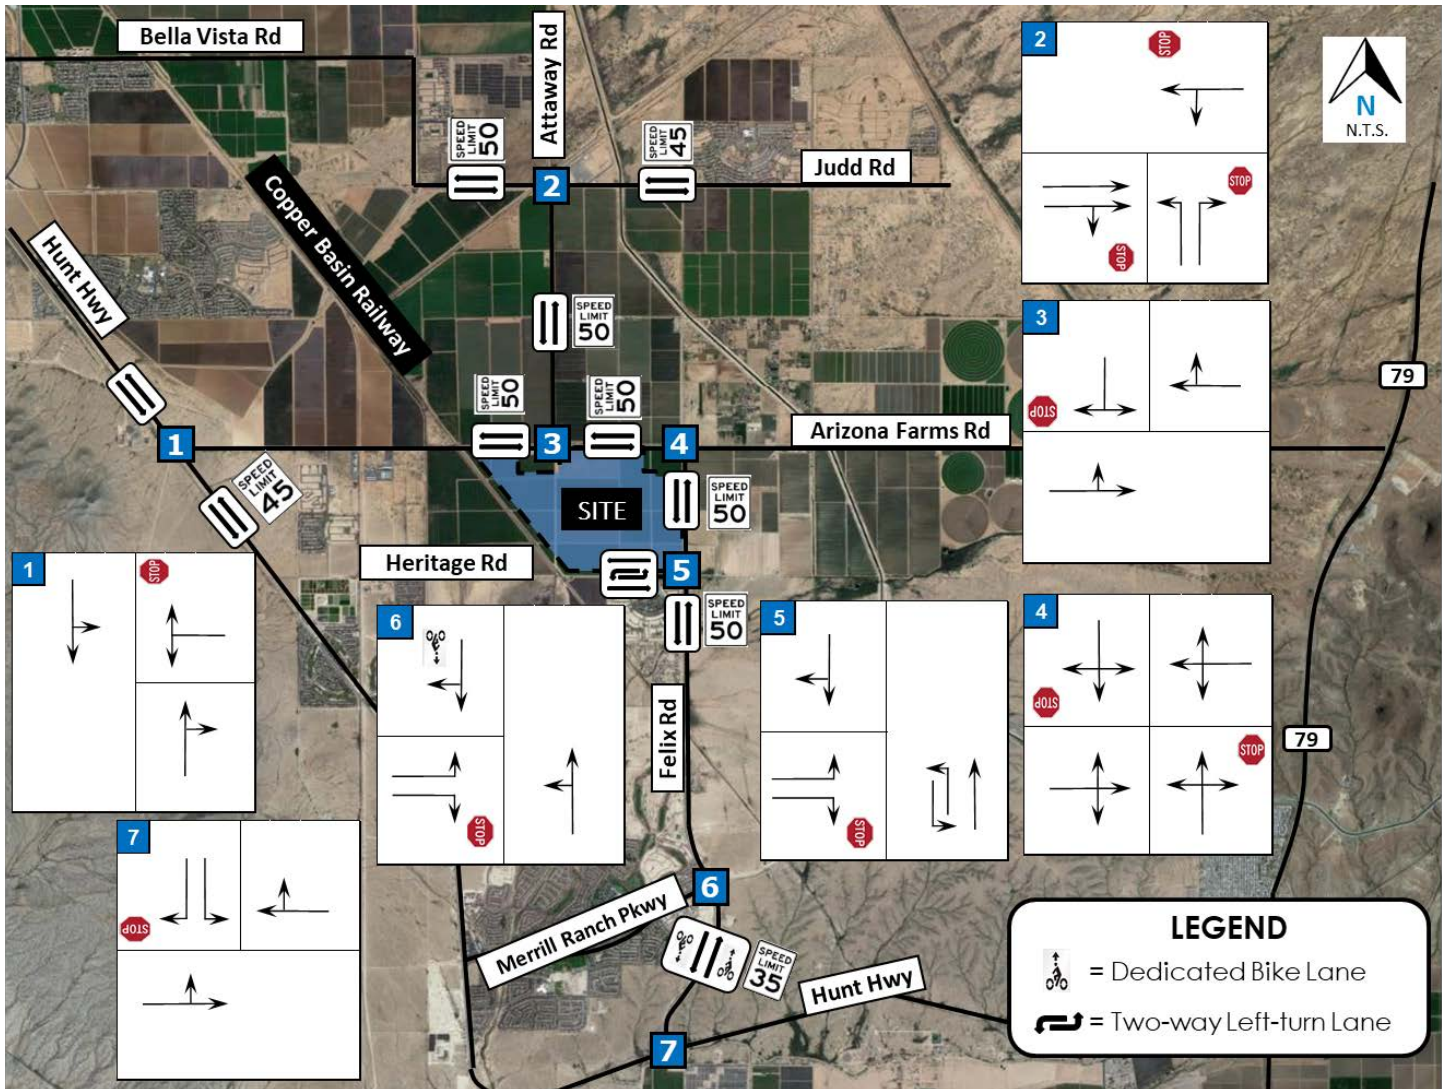 Bella Vista Rd
Attaway Rd
2
STOP
STOP
STOP
N
N.T.S.
SPEED LIMIT 50
SPEED LIMIT 45
Judd Rd
2
Copper Basin Railway
Hunt Hwy
SPEED LIMIT 50
3
STOP
79
SPEED LIMIT 50
SPEED LIMIT 50
1
3
4
Arizona Farms Rd
SPEED LIMIT 45
SITE
SPEED LIMIT 50
Heritage Rd
5
1
STOP
SPEED LIMIT 50
6
STOP
5
STOP
4
STOP
STOP
79
Felix Rd
7
STOP
6
Merrill Ranch Pkwy
SPEED LIMIT 35
Hunt Hwy
7
LEGEND
= Dedicated Bike Lane
= Two-way Left-turn Lane